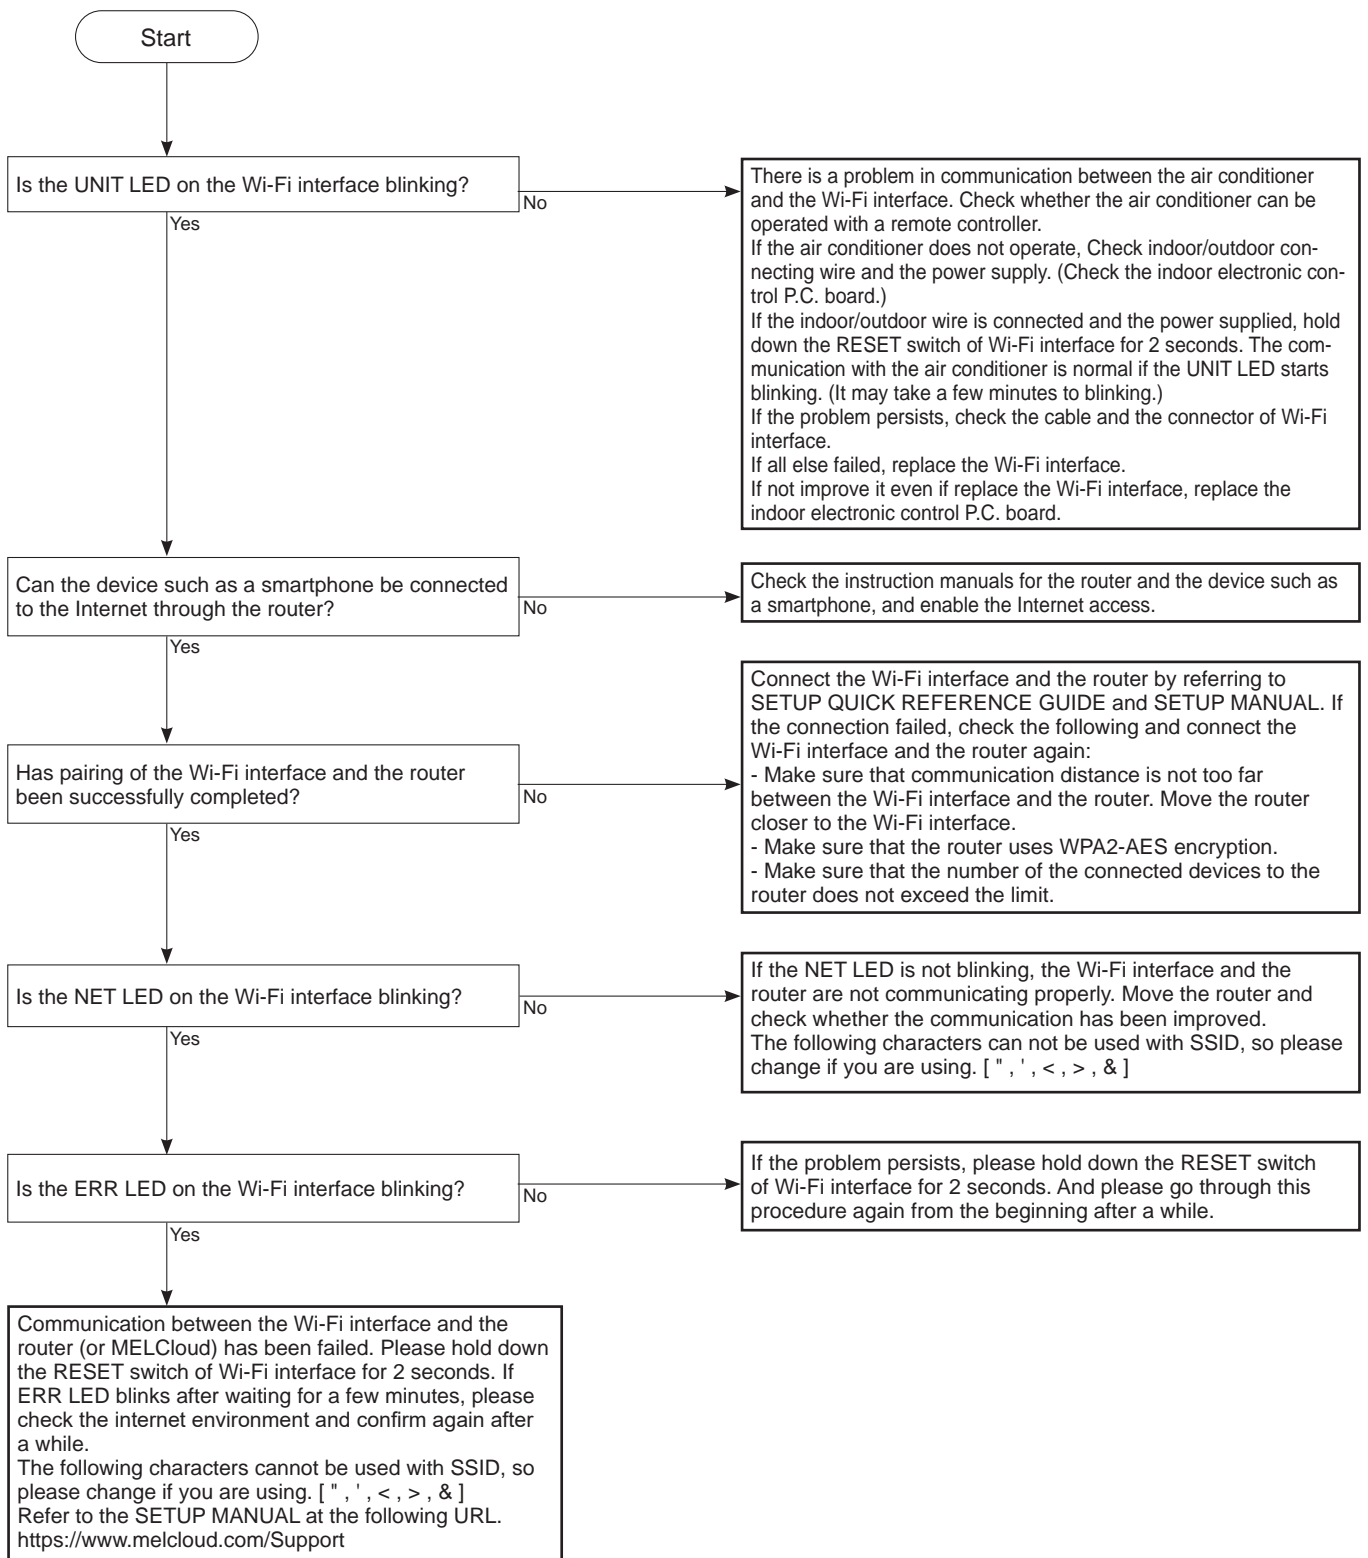 Start
Is the UNIT LED on the Wi-Fi interface blinking?
No
Yes
There is a problem in communication between the air conditioner
and the Wi-Fi interface. Check whether the air conditioner can be
operated with a remote controller.
If the air conditioner does not operate, Check indoor/outdoor con-
necting wire and the power supply. (Check the indoor electronic con-
trol P.C. board.)
If the indoor/outdoor wire is connected and the power supplied, hold
down the RESET switch of Wi-Fi interface for 2 seconds. The com-
munication with the air conditioner is normal if the UNIT LED starts
blinking. (It may take a few minutes to blinking.)
If the problem persists, check the cable and the connector of Wi-Fi
interface.
If all else failed, replace the Wi-Fi interface.
If not improve it even if replace the Wi-Fi interface, replace the
indoor electronic control P.C. board.
Can the device such as a smartphone be connected
to the Internet through the router?
No
Yes
Check the instruction manuals for the router and the device such as
a smartphone, and enable the Internet access.
Has pairing of the Wi-Fi interface and the router
been successfully completed?
No
Yes
Connect the Wi-Fi interface and the router by referring to
SETUP QUICK REFERENCE GUIDE and SETUP MANUAL. If
the connection failed, check the following and connect the
Wi-Fi interface and the router again:
- Make sure that communication distance is not too far
between the Wi-Fi interface and the router. Move the router
closer to the Wi-Fi interface.
- Make sure that the router uses WPA2-AES encryption.
- Make sure that the number of the connected devices to the
router does not exceed the limit.
Is the NET LED on the Wi-Fi interface blinking?
No
Yes
If the NET LED is not blinking, the Wi-Fi interface and the
router are not communicating properly. Move the router and
check whether the communication has been improved.
The following characters can not be used with SSID, so please
change if you are using. [ " , ' , < , > , & ]
Is the ERR LED on the Wi-Fi interface blinking?
No
Yes
If the problem persists, please hold down the RESET switch
of Wi-Fi interface for 2 seconds. And please go through this
procedure again from the beginning after a while.
Communication between the Wi-Fi interface and the
router (or MELCloud) has been failed. Please hold down
the RESET switch of Wi-Fi interface for 2 seconds. If
ERR LED blinks after waiting for a few minutes, please
check the internet environment and confirm again after
a while.
The following characters cannot be used with SSID, so
please change if you are using. [ " , ' , < , > , & ]
Refer to the SETUP MANUAL at the following URL.
https://www.melcloud.com/Support